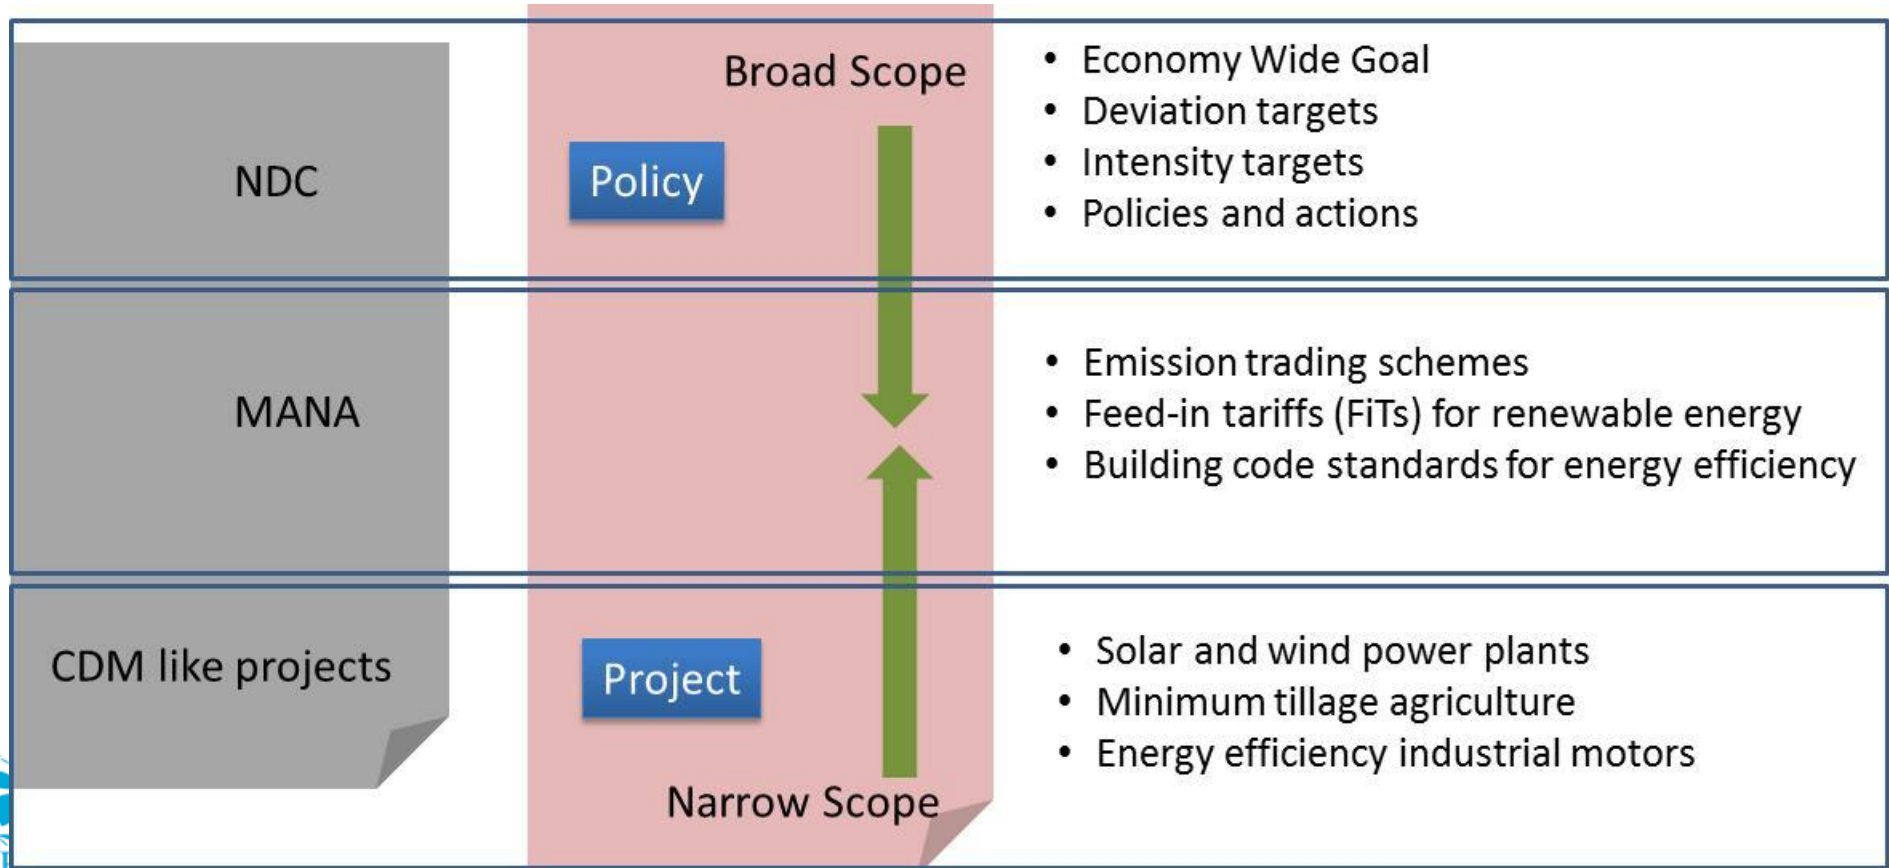 NDC
Policy
Broad Scope
• Economy Wide Goal
• Deviation targets
• Intensity targets
• Policies and actions
MANA
• Emission trading schemes
• Feed-in tariffs (FiTs) for renewable energy
• Building code standards for energy efficiency
CDM like projects
Project
Narrow Scope
• Solar and wind power plants
• Minimum tillage agriculture
• Energy efficiency industrial motors